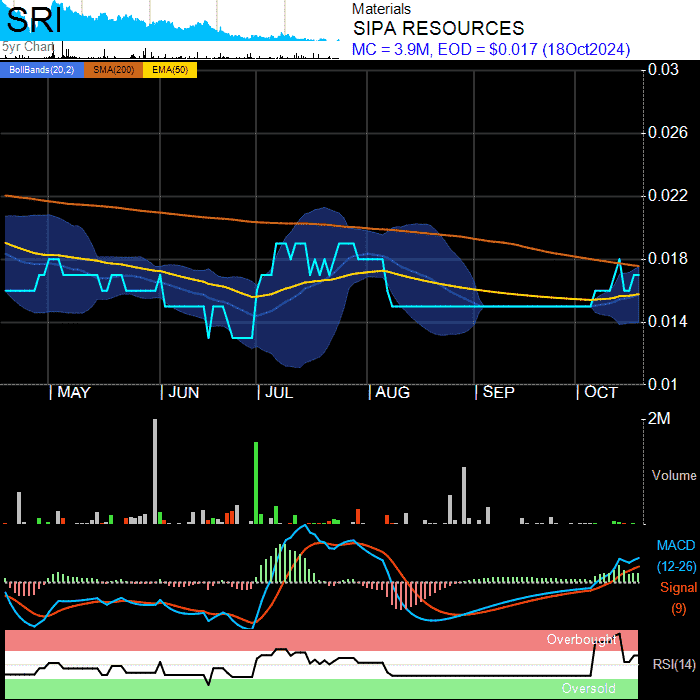 SRI
5yr Chart
Materials
SIPA RESOURCES
MC = 3.9M, EOD = $0.017 (18Oct2024)
BollBands(20,2) SMA(200) EMA(50)
0.03
0.026
0.022
0.018
0.014
0.01
MAY JUN JUL AUG SEP OCT
2M
Volume
MACD
(12-26)
Signal
(9)
Overbought
RSI(14)
Oversold